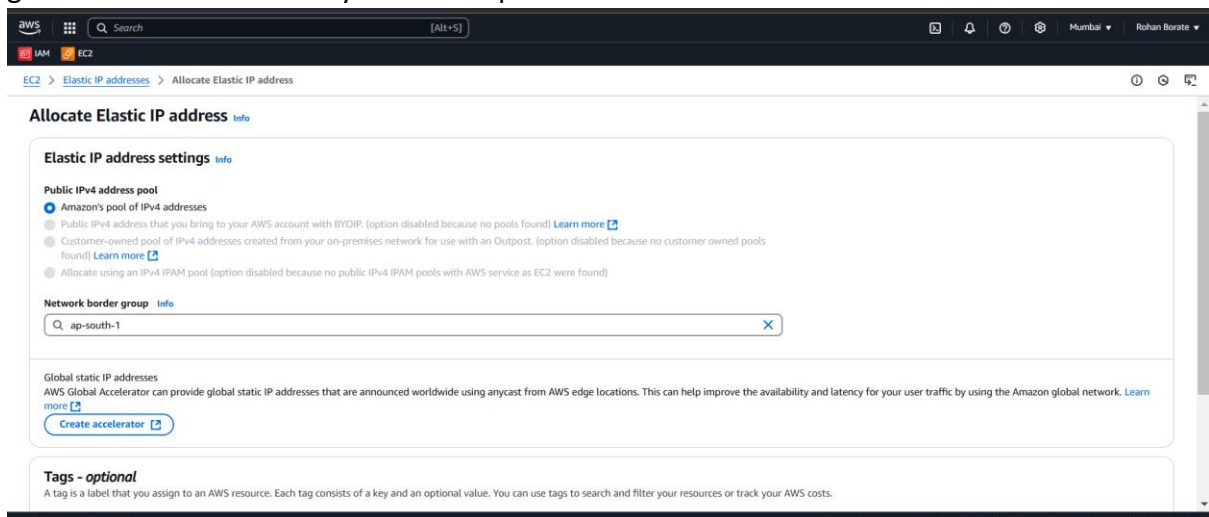 aws Search [Alt+S] Mumbai Rohan Borate
IAM EC2
EC2 > Elastic IP addresses > Allocate Elastic IP address
Allocate Elastic IP address Info
Elastic IP address settings Info
Public IPv4 address pool
Amazon's pool of IPv4 addresses
Public IPv4 address that you bring to your AWS account with BYOIP. (option disabled because no pools found) Learn more
Customer-owned pool of IPv4 addresses created from your on-premises network for use with an Outpost. (option disabled because no customer owned pools
found) Learn more
Allocate using an IPv4 IPAM pool (option disabled because no public IPv4 IPAM pools with AWS service as EC2 were found)
Network border group Info
ap-south-1
Global static IP addresses
AWS Global Accelerator can provide global static IP addresses that are announced worldwide using anycast from AWS edge locations. This can help improve the availability and latency for your user traffic by using the Amazon global network. Learn
more
Create accelerator
Tags - optional
A tag is a label that you assign to an AWS resource. Each tag consists of a key and an optional value. You can use tags to search and filter your resources or track your AWS costs.